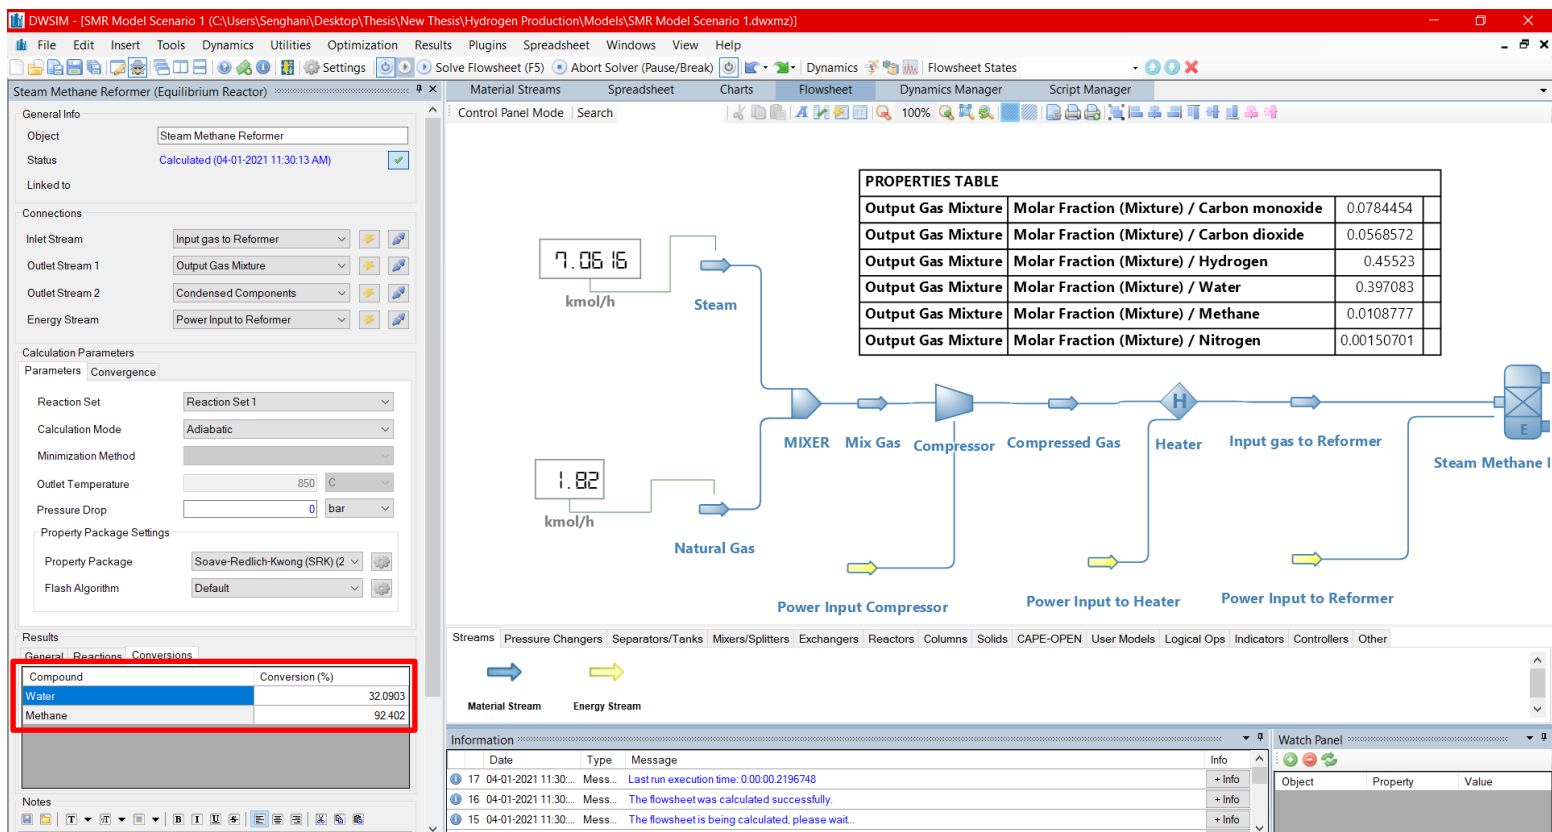 DWSIM - [SMR Model Scenario 1 (C:\Users\Senghani\Desktop\Thesis\New Thesis\Hydrogen Production\Models\SMR Model Scenario 1.dwxmz)]
File Edit Insert Tools Dynamics Utilities Optimization Results Plugins Spreadsheet Windows View Help
Settings Solve Flowsheet (F5) Abort Solver (Pause/Break) Dynamics Flowsheet States
Steam Methane Reformer (Equilibrium Reactor)
General Info
Object Steam Methane Reformer
Status Calculated (04-01-2021 11:30:13 AM)
Linked to
Connections
Inlet Stream Input gas to Reformer
Outlet Stream 1 Output Gas Mixture
Outlet Stream 2 Condensed Components
Energy Stream Power Input to Reformer
Calculation Parameters
Parameters Convergence
Reaction Set Reaction Set 1
Calculation Mode Adiabatic
Minimization Method
Outlet Temperature 850 C
Pressure Drop 0 bar
Property Package Settings
Property Package Soave-Redlich-Kwong (SRK) (2
Flash Algorithm Default
Results
General Reactions Conversions
Compound Conversion (%)
Water 32.0903
Methane 92.402
Notes
Material Streams Spreadsheet Charts Flowsheet Dynamics Manager Script Manager
Control Panel Mode Search 100%
PROPERTIES TABLE
Output Gas Mixture Molar Fraction (Mixture) / Carbon monoxide 0.0784454
Output Gas Mixture Molar Fraction (Mixture) / Carbon dioxide 0.0568572
Output Gas Mixture Molar Fraction (Mixture) / Hydrogen 0.45523
Output Gas Mixture Molar Fraction (Mixture) / Water 0.397083
Output Gas Mixture Molar Fraction (Mixture) / Methane 0.0108777
Output Gas Mixture Molar Fraction (Mixture) / Nitrogen 0.00150701
7.0616
kmol/h
Steam
H
E
MIXER Mix Gas Compressor Compressed Gas Heater Input gas to Reformer
Steam Methane
1.82
kmol/h
Natural Gas
Power Input Compressor Power Input to Heater Power Input to Reformer
Streams Pressure Changers Separators/Tanks Mixers/Splitters Exchangers Reactors Columns Solids CAPE-OPEN User Models Logical Ops Indicators Controllers Other
Material Stream Energy Stream
Information
Date Type Message Info
17 04-01-2021 11:30:... Mess... Last run execution time: 0:00:00.2196748 + Info
16 04-01-2021 11:30:... Mess... The flowsheet was calculated successfully. + Info
15 04-01-2021 11:30:... Mess... The flowsheet is being calculated, please wait... + Info
Watch Panel
Object Property Value